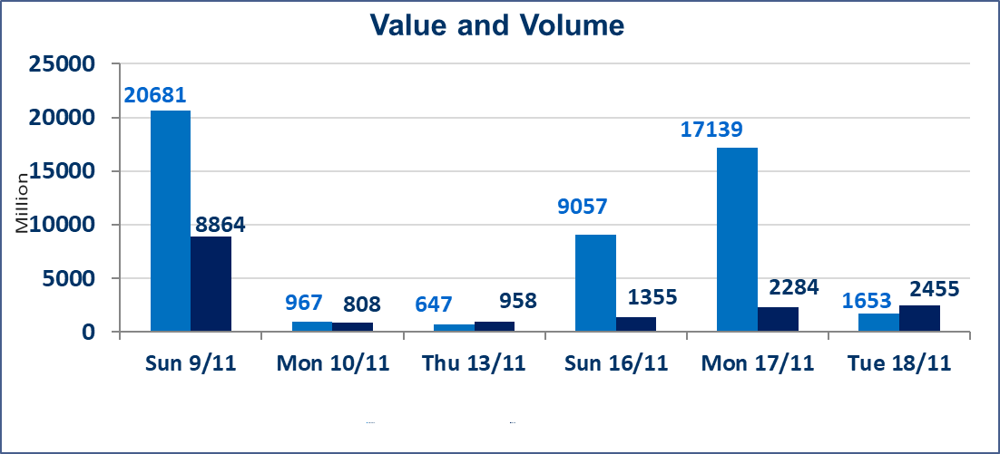 Value and Volume
25000
20000
15000
10000
5000
0
Million
20681
8864
967
808
647
958
9057
1355
17139
2284
1653
2455
Sun 9/11
Mon 10/11
Thu 13/11
Sun 16/11
Mon 17/11
Tue 18/11